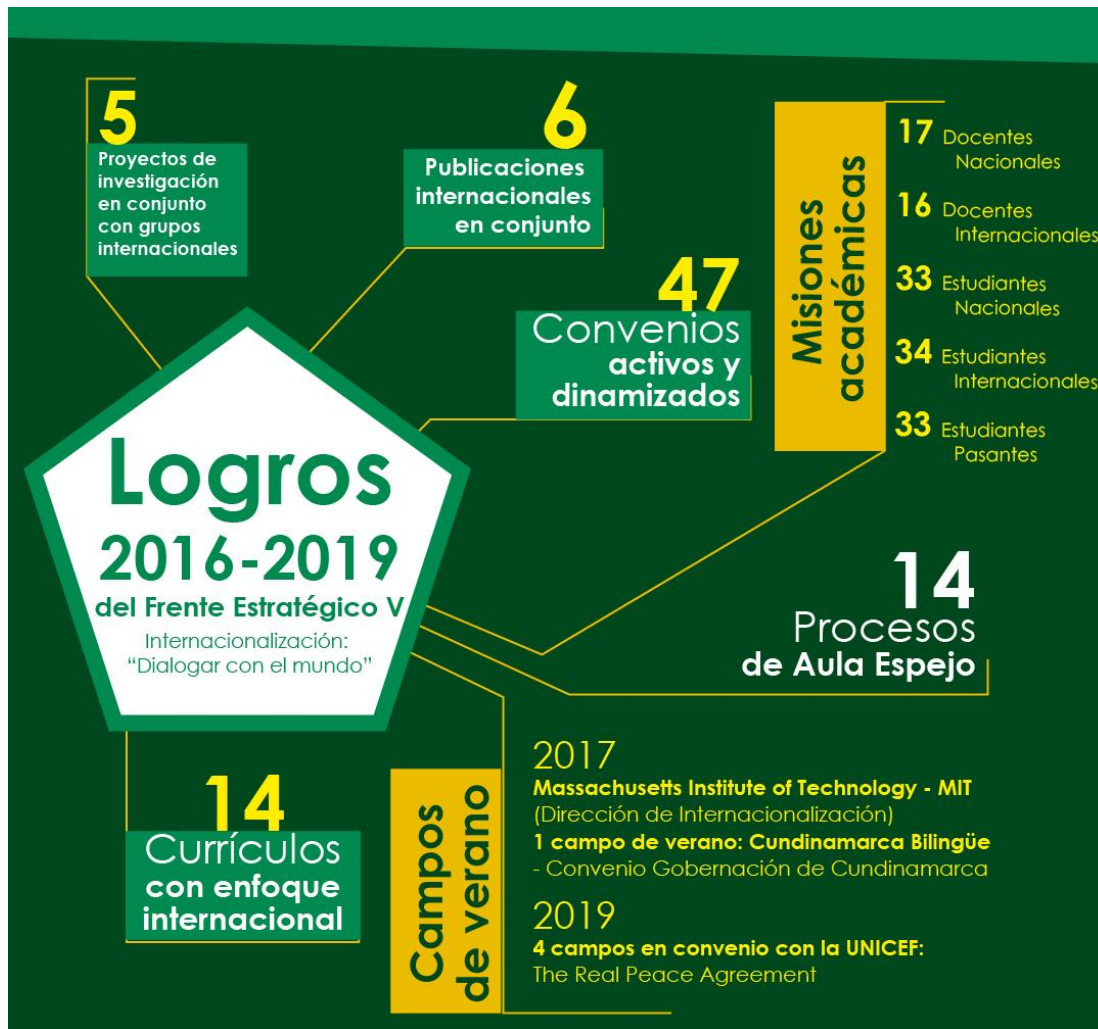 5
Proyectos de
investigación
en conjunto
con grupos
internacionales
6
Publicaciones
internacionales
en conjunto
47
Convenios
activos y
dinamizados
Misiones
académicas
17 Docentes
Nacionales
16 Docentes
Internacionales
33 Estudiantes
Nacionales
34 Estudiantes
Internacionales
33 Estudiantes
Pasantes
Logros
2016-2019
del Frente Estratégico V
Internacionalización:
“Dialogar con el mundo”
14
Procesos
de Aula Espejo
14
Currículos
con enfoque
internacional
Campos
de verano
2017
Massachusetts Institute of Technology - MIT
(Dirección de Internacionalización)
1 campo de verano: Cundinamarca Bilingüe
- Convenio Gobernación de Cundinamarca
2019
4 campos en convenio con la UNICEF:
The Real Peace Agreement